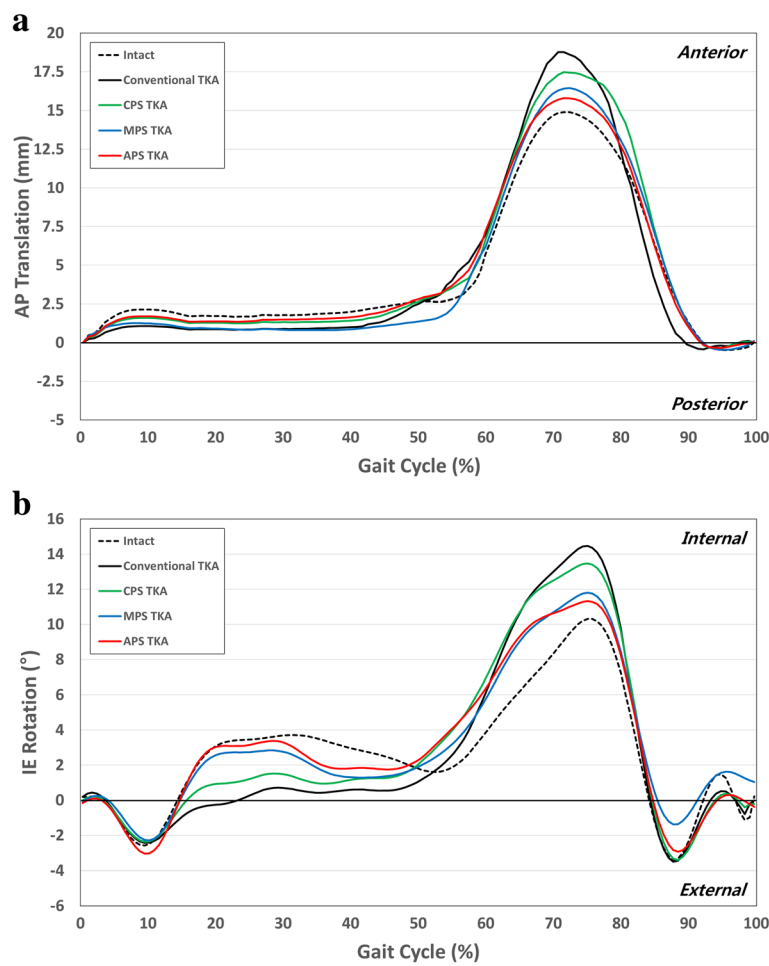 a
20
17.5
15
12.5
10
7.5
5
2.5
0
-2.5
-5
AP Translation (mm)
Intact
Conventional TKA
CPS TKA
MPS TKA
APS TKA
Anterior
Posterior
0 10 20 30 40 50 60 70 80 90 100
Gait Cycle (%)
b
16
14
12
10
8
6
4
2
0
-2
-4
-6
IE Rotation (°)
Intact
Conventional TKA
CPS TKA
MPS TKA
APS TKA
Internal
External
0 10 20 30 40 50 60 70 80 90 100
Gait Cycle (%)